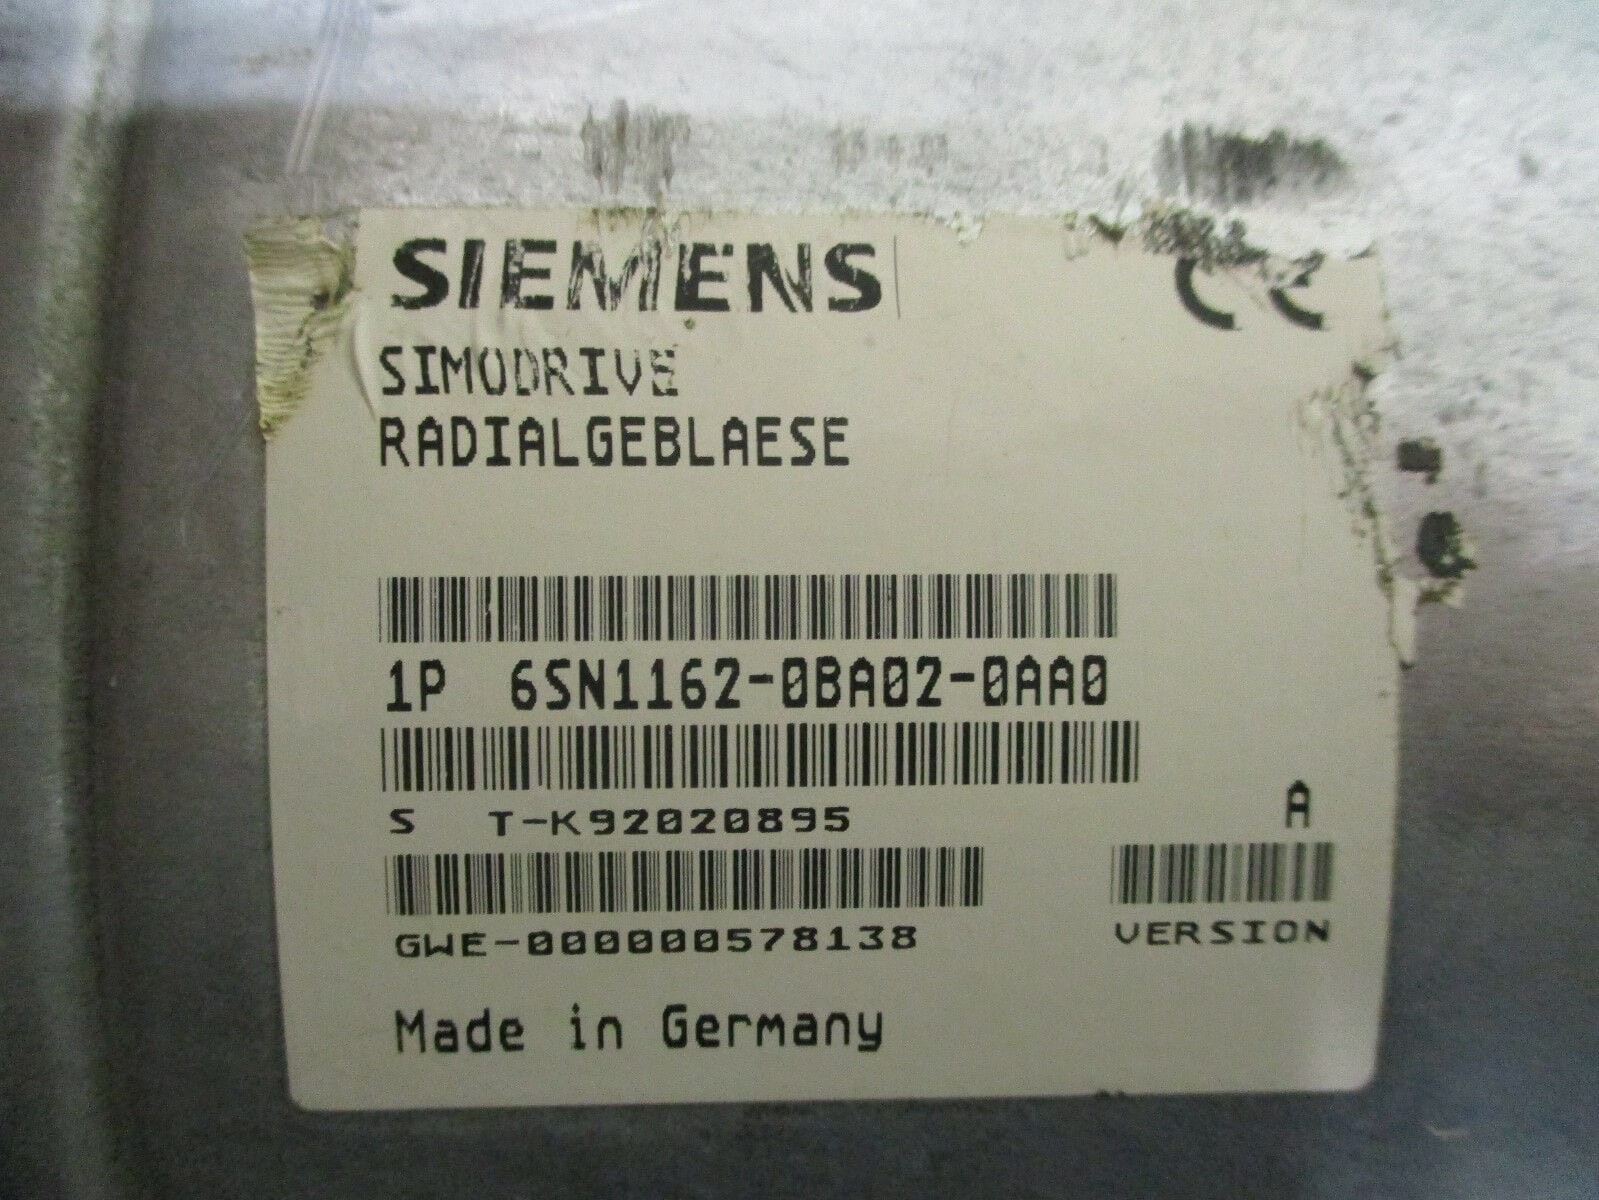 SIEMENS
CE
SIMODRIVE
RADIALGEBLAESE
1P 6SN1162-0BA02-0AA0
S T-K92020895
A
GWE-000000578138
VERSION
Made in Germany